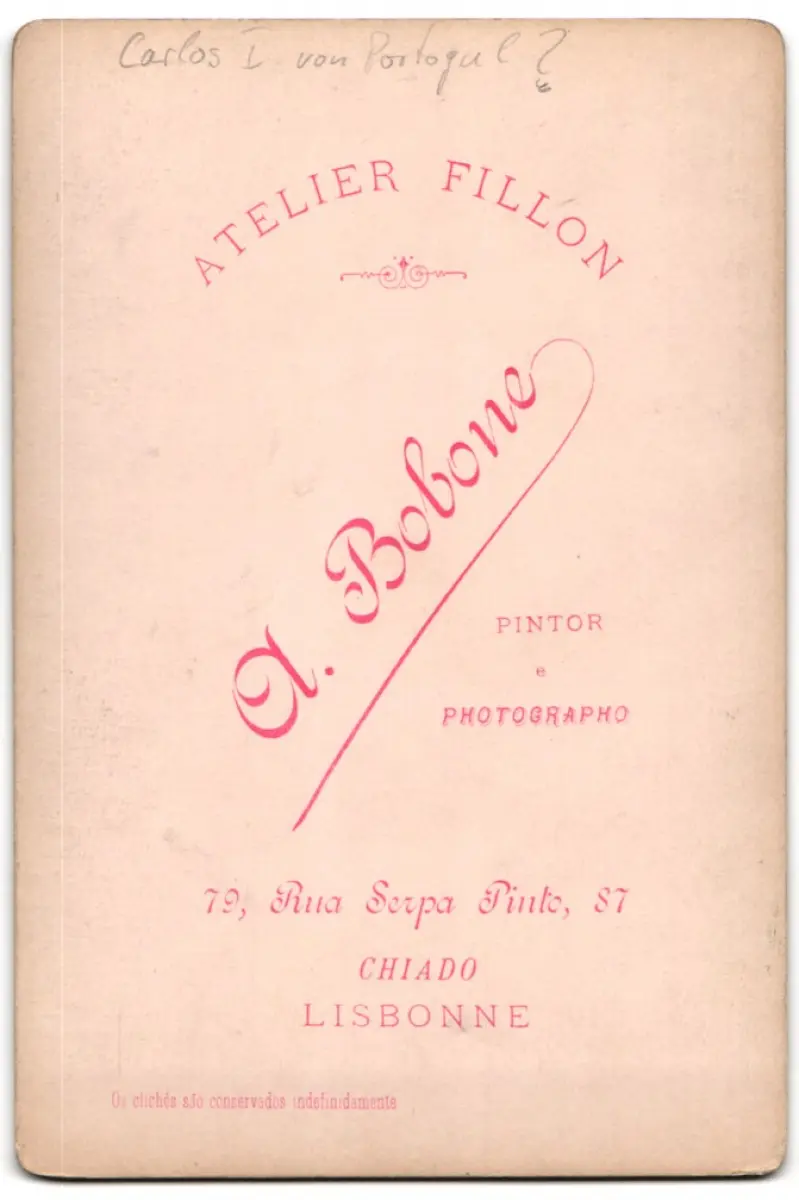 Carlos I von Portogul?
ATELIER FILLON
A. Bobone
PINTOR
e
PHOTOGRAPHO
79, Rua Serpa Pinto, 87
CHIADO
LISBONNE
Os clichés são conservados indefinidamente